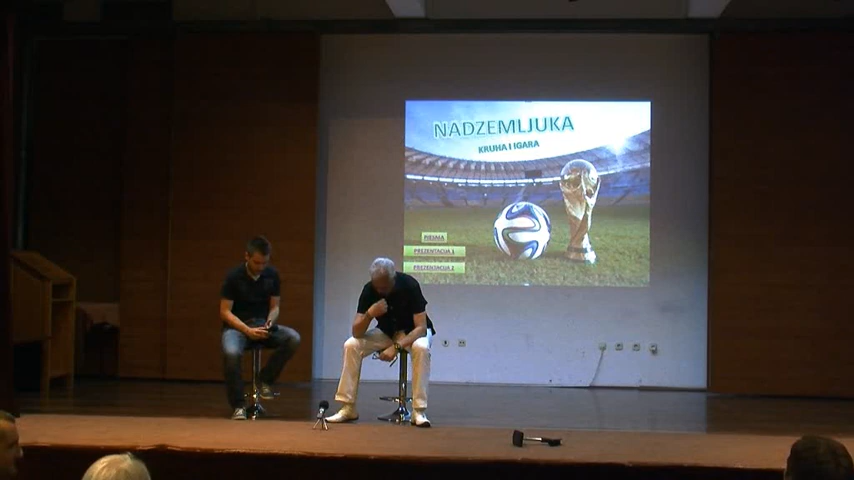 NADZEMLJUKA
KRUHA I IGARA
PJESMA
PREZENTACIJA 1
PREZENTACIJA 2